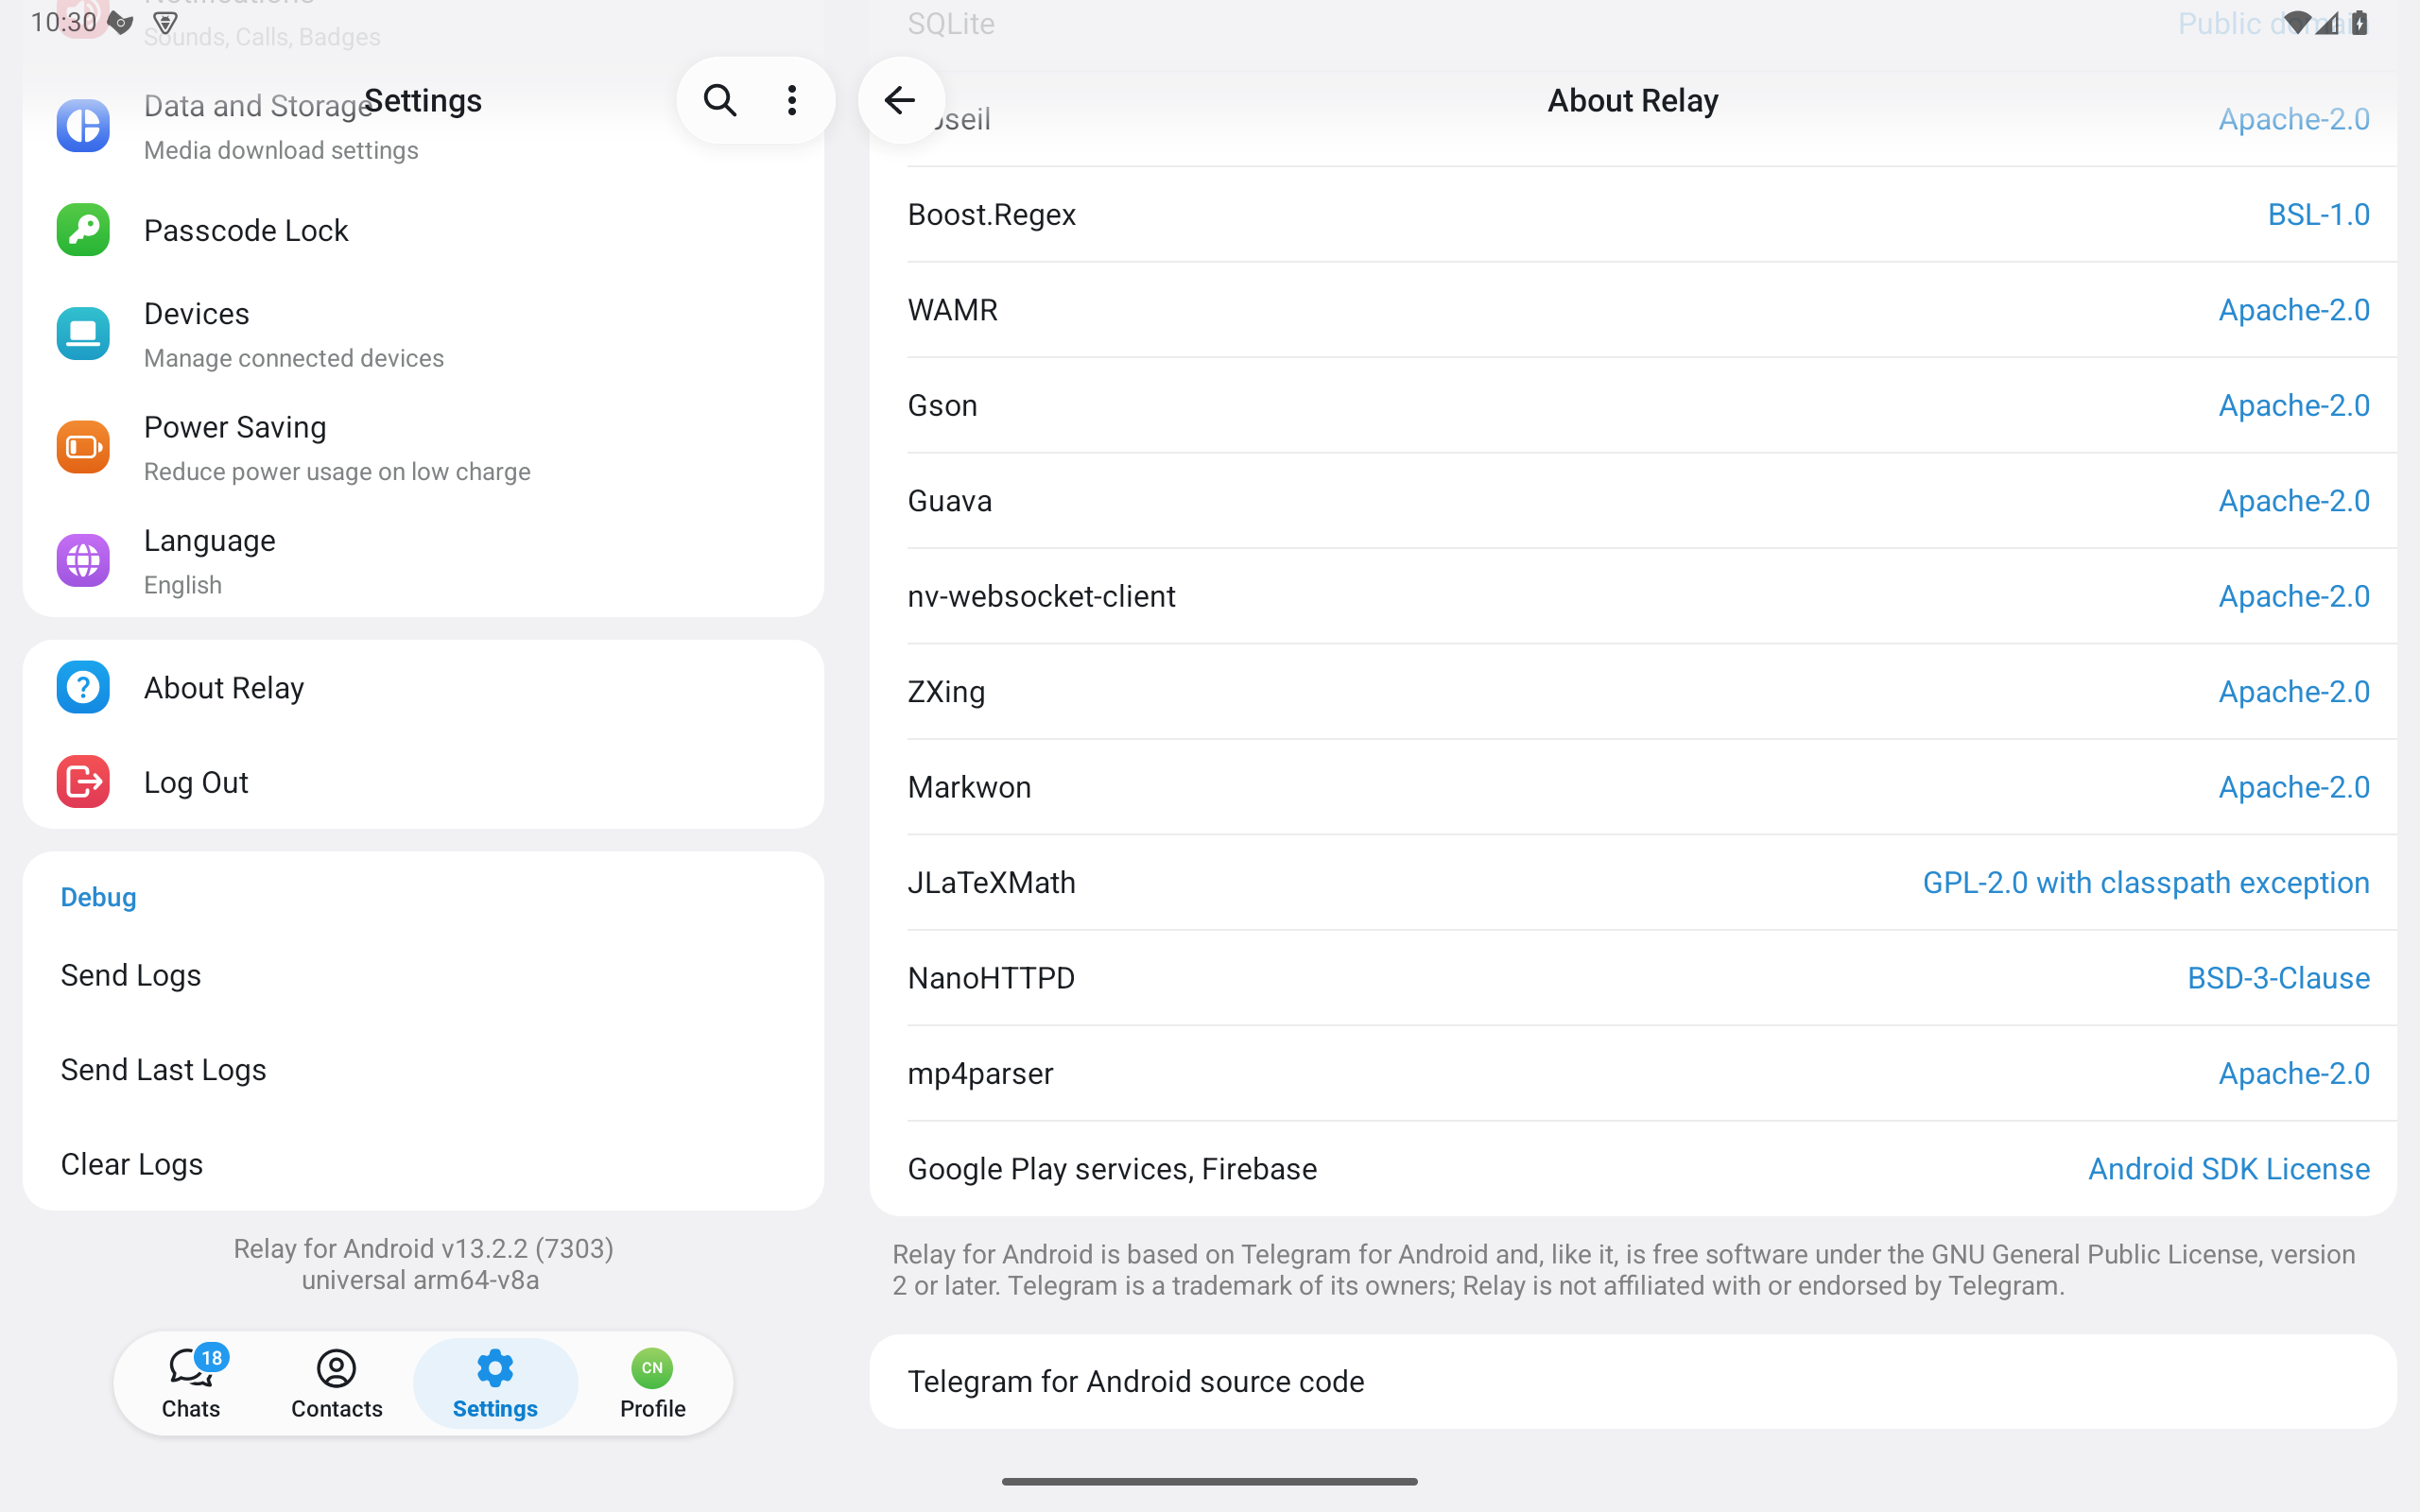 10:30
Sounds, Calls, Badges
Settings
Data and Storage
Media download settings
Passcode Lock
Devices
Manage connected devices
Power Saving
Reduce power usage on low charge
Language
English
About Relay
Log Out
Debug
Send Logs
Send Last Logs
Clear Logs
Relay for Android v13.2.2 (7303)
universal arm64-v8a
18
CN
Chats
Contacts
Settings
Profile
SQLite
Public domain
About Relay
Apache-2.0
Boost.Regex
BSL-1.0
WAMR
Apache-2.0
Gson
Apache-2.0
Guava
Apache-2.0
nv-websocket-client
Apache-2.0
ZXing
Apache-2.0
Markwon
Apache-2.0
JLaTeXMath
GPL-2.0 with classpath exception
NanoHTTPD
BSD-3-Clause
mp4parser
Apache-2.0
Google Play services, Firebase
Android SDK License
Relay for Android is based on Telegram for Android and, like it, is free software under the GNU General Public License, version
2 or later. Telegram is a trademark of its owners; Relay is not affiliated with or endorsed by Telegram.
Telegram for Android source code